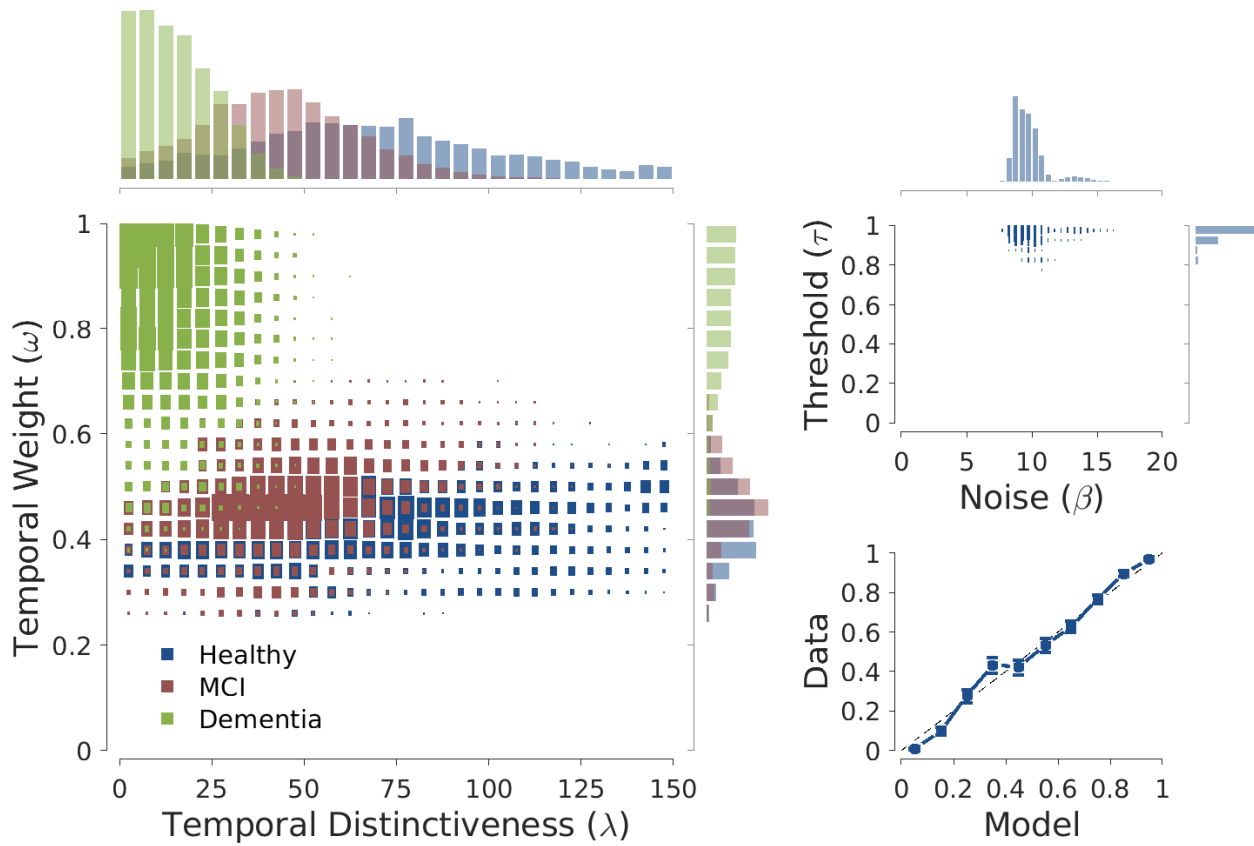 1
0.8
0.6
0.4
0.2
0
Temporal Weight (ω)
Healthy
MCI
Dementia
0 25 50 75 100 125 150
Temporal Distinctiveness (λ)
1
0.8
0.6
0.4
0.2
0
Threshold (τ)
0 5 10 15 20
Noise (β)
1
0.8
0.6
0.4
0.2
0
Data
0 0.2 0.4 0.6 0.8 1
Model